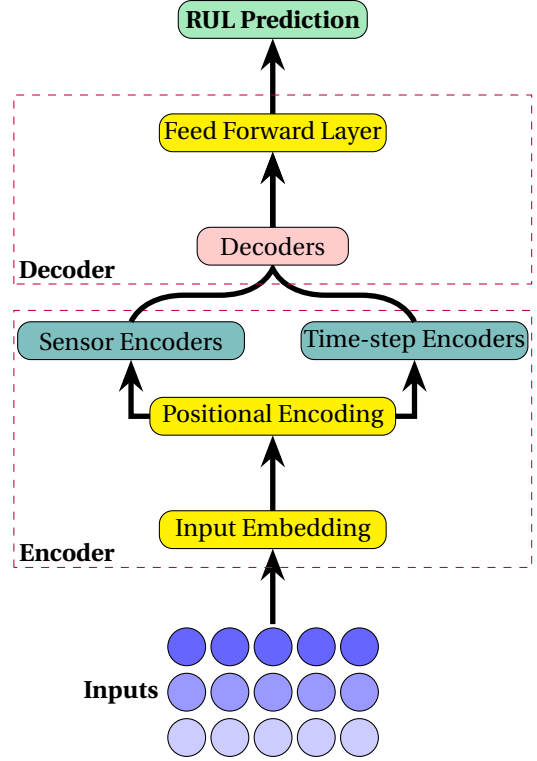 RUL Prediction
Feed Forward Layer
Decoders
Decoder
Sensor Encoders
Time-step Encoders
Positional Encoding
Input Embedding
Encoder
Inputs